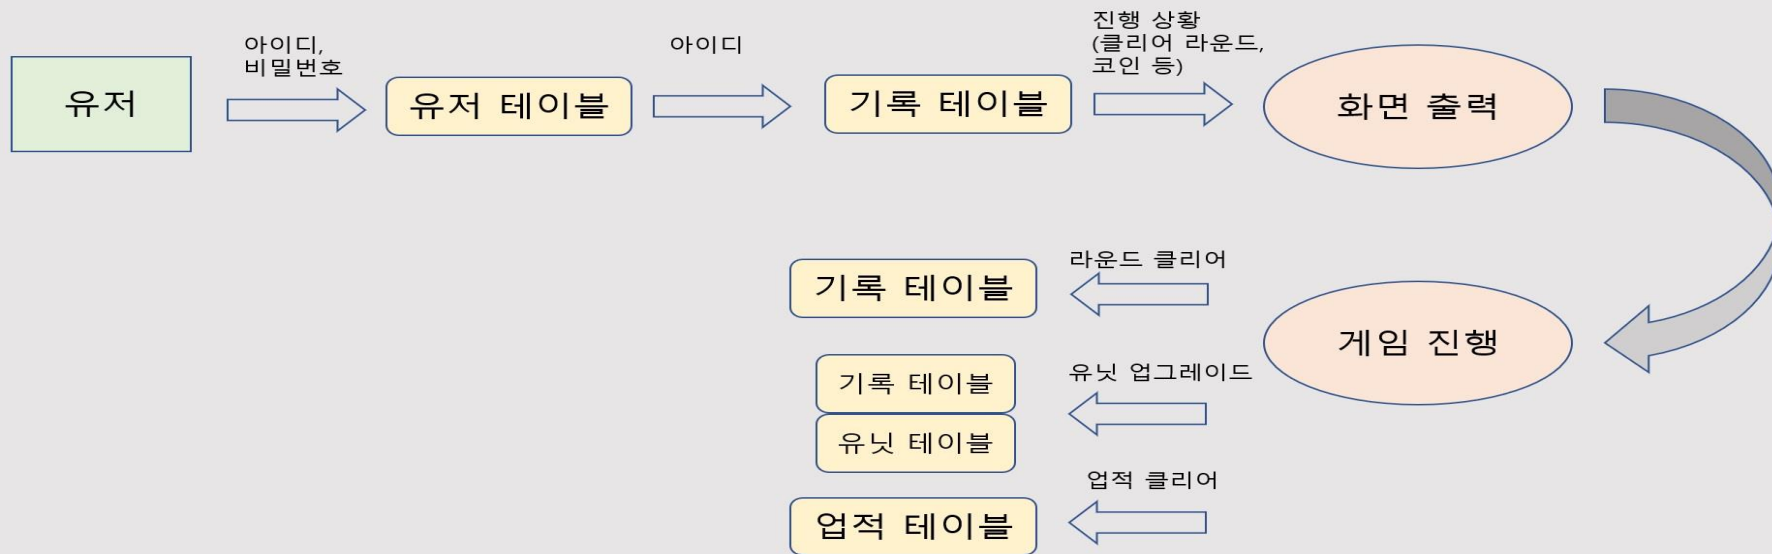 유저
아이디,
비밀번호
유저 테이블
아이디
기록 테이블
진행 상황
(클리어 라운드,
코인 등)
화면 출력
라운드 클리어
기록 테이블
게임 진행
유닛 업그레이드
기록 테이블
유닛 테이블
업적 클리어
업적 테이블